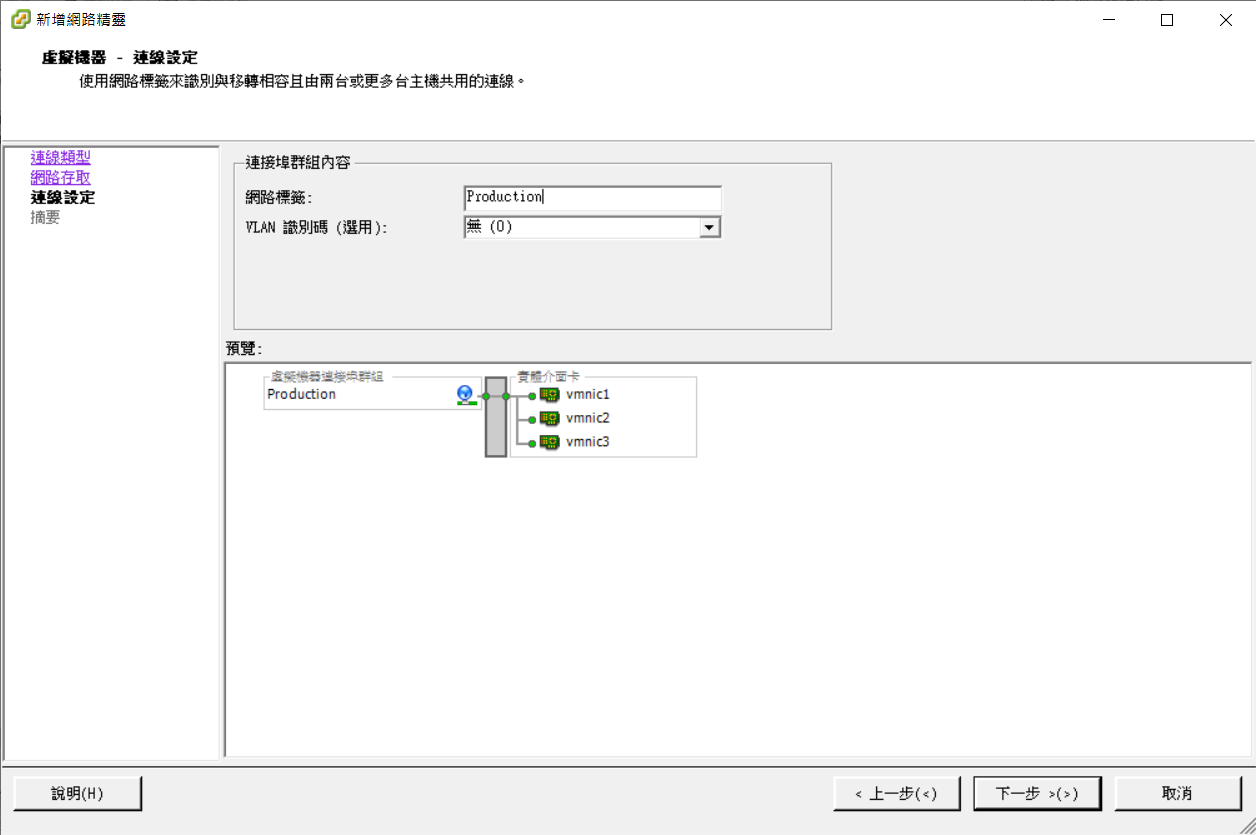 新增網路精靈
虛擬機器 - 連線設定
使用網路標籤來識別與移轉相容且由兩台或更多台主機共用的連線。
連線類型
網路存取
連線設定
摘要
連接埠群組內容
網路標籤:
Production
VLAN 識別碼 (選用):
無 (0)
預覽:
虛擬機器連接埠群組
Production
實體介面卡
vmnic1
vmnic2
vmnic3
說明(H)
< 上一步(<)
下一步 >(>)
取消